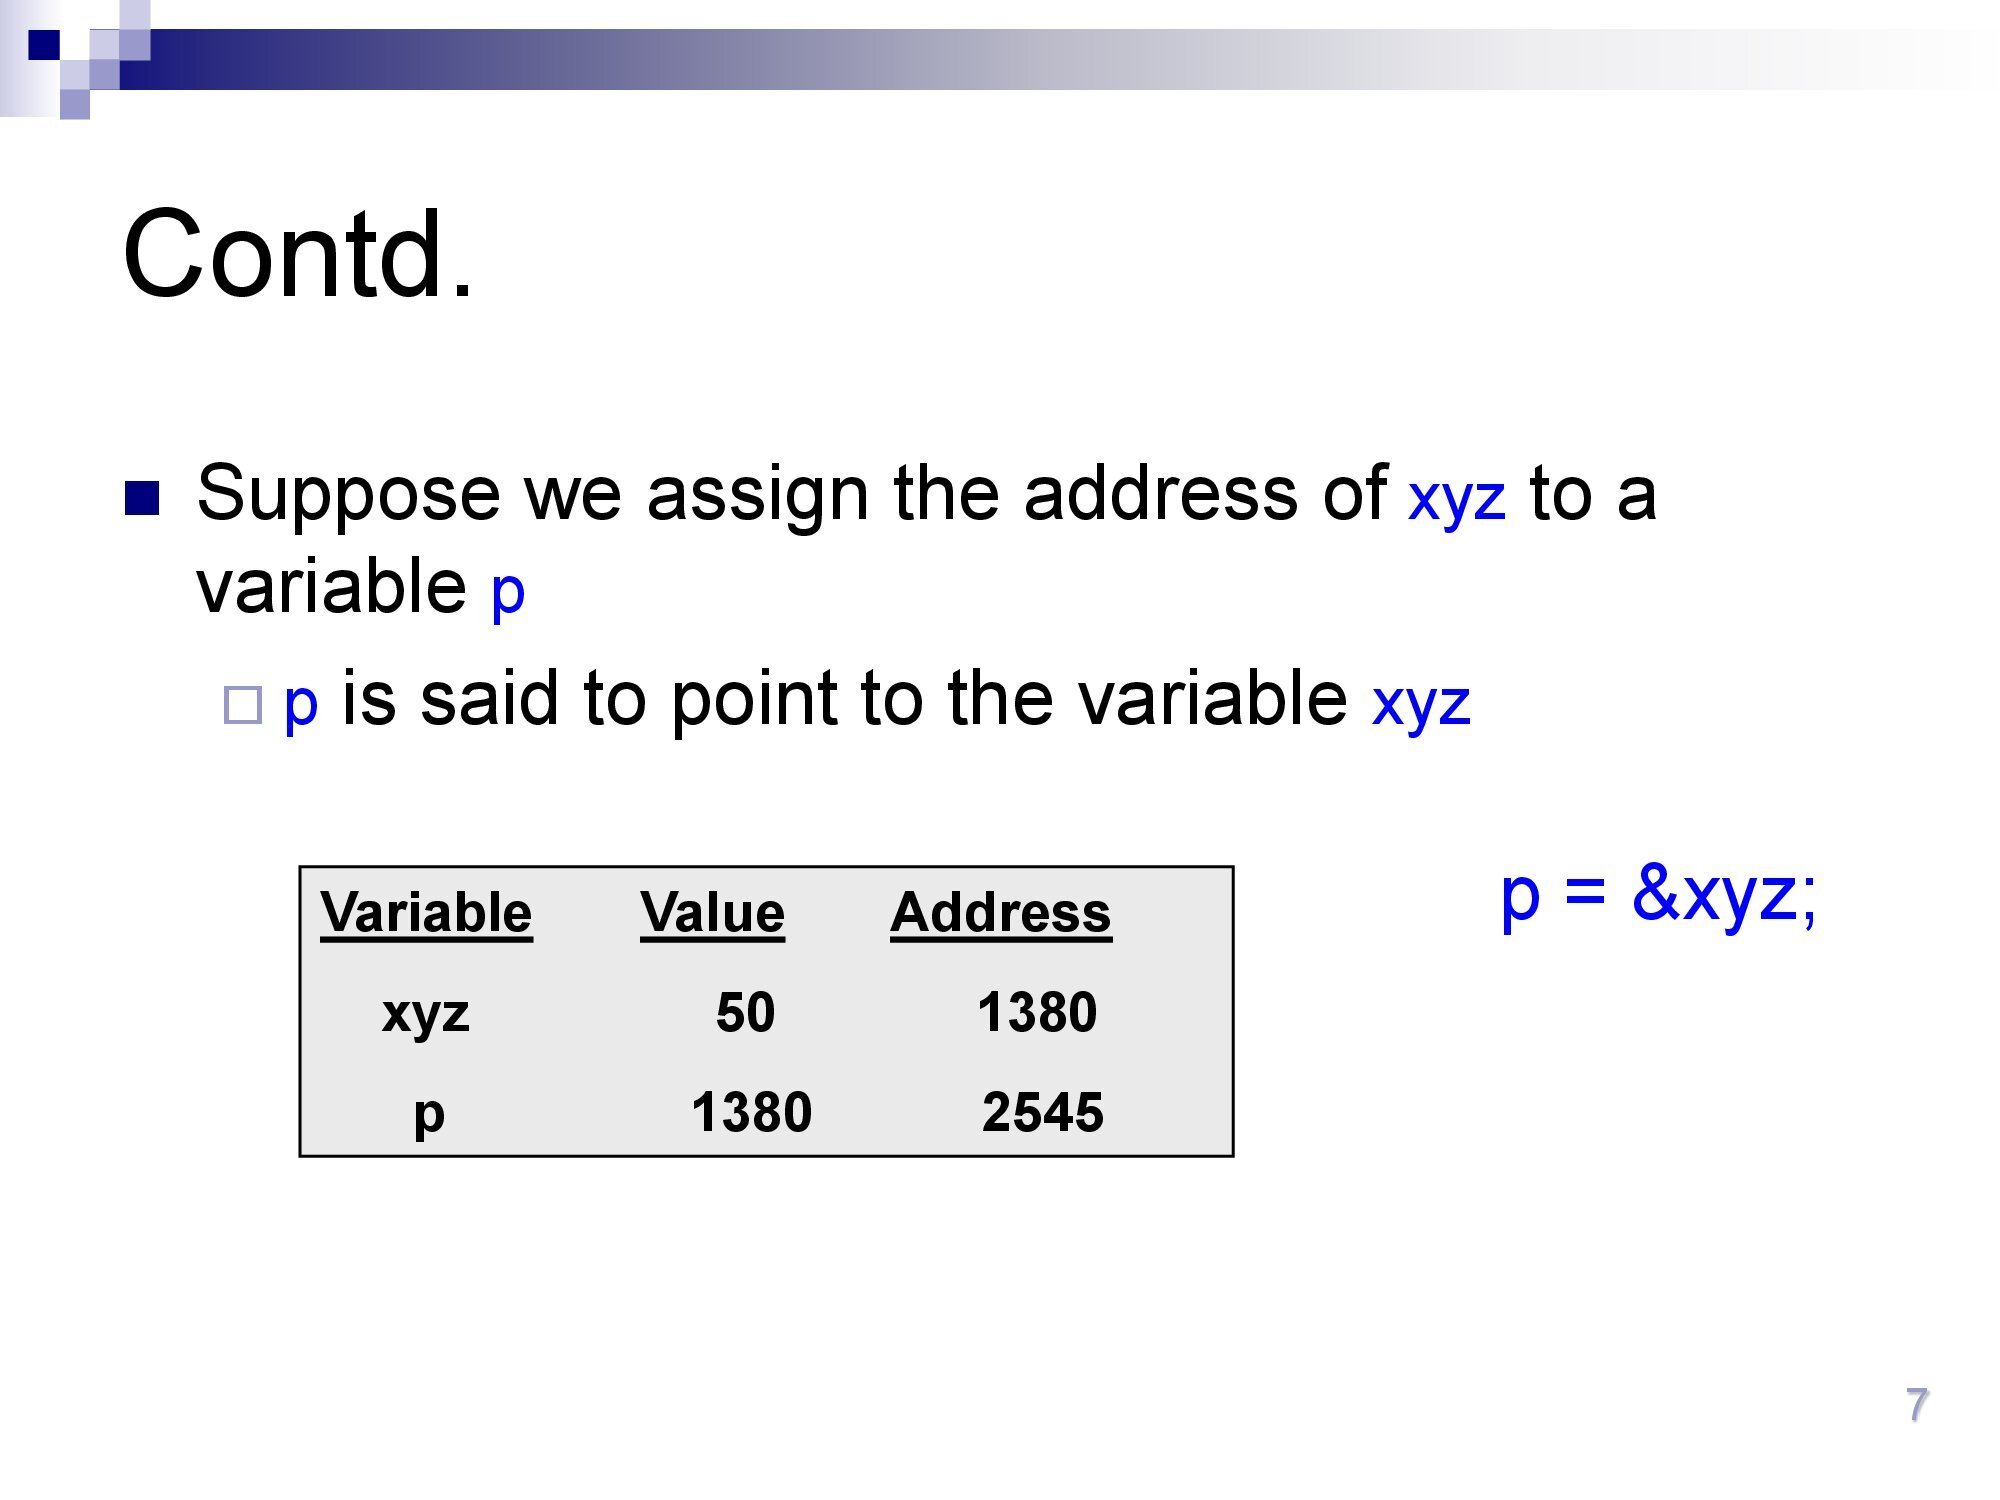 Contd.
Suppose we assign the address of xyz to a
variable p
p is said to point to the variable xyz
p = &xyz;
Variable Value Address
xyz 50 1380
p 1380 2545
7